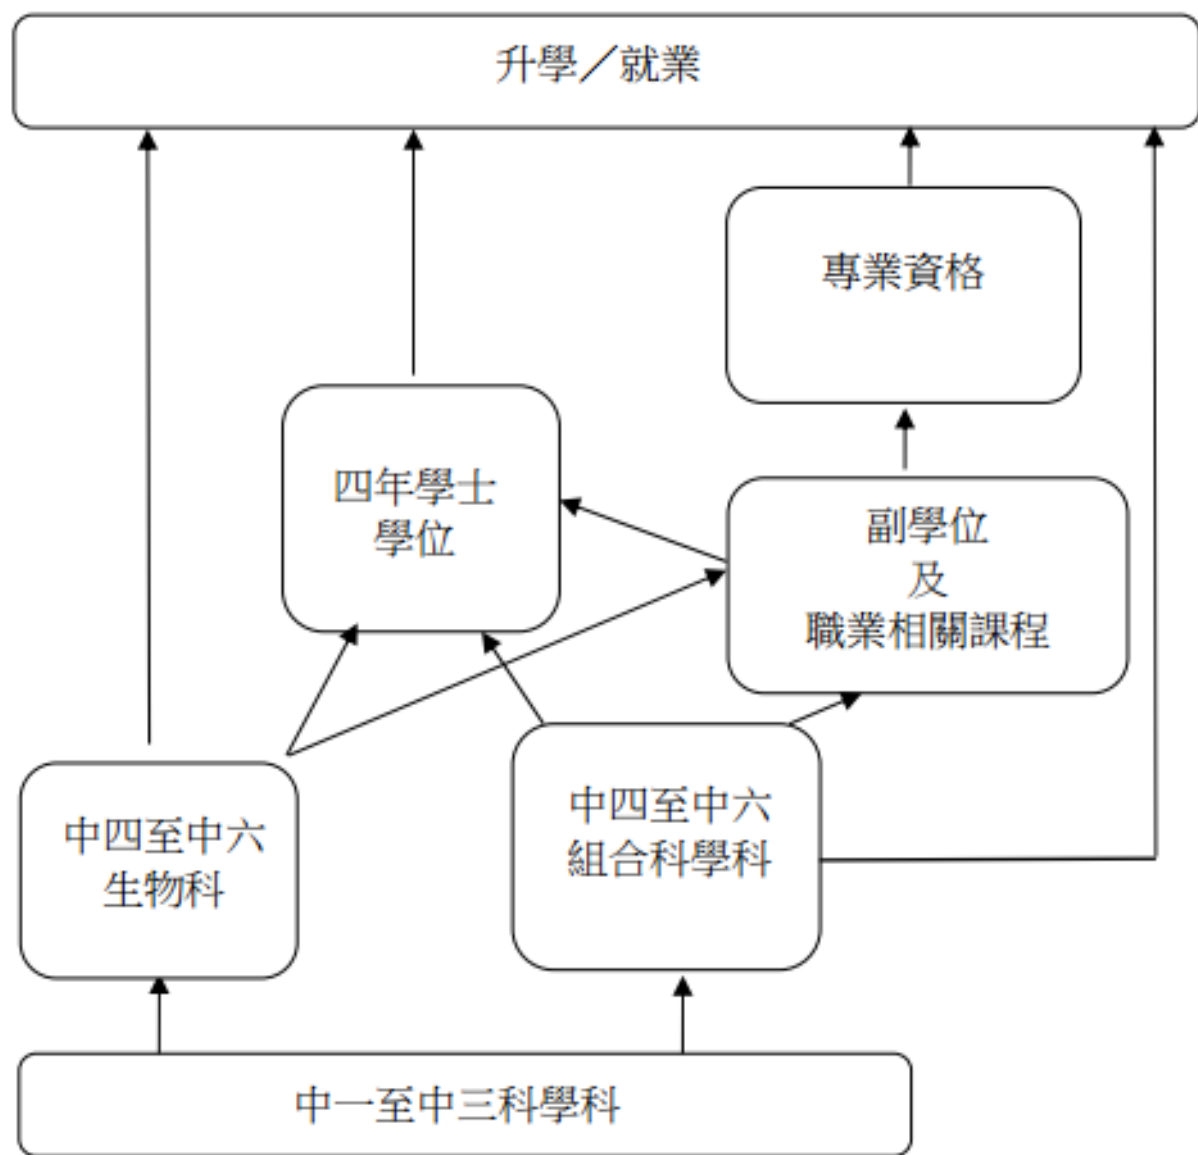 升學／就業
專業資格
四年學士
學位
副學位
及
職業相關課程
中四至中六
生物科
中四至中六
組合科學科
中一至中三科學科